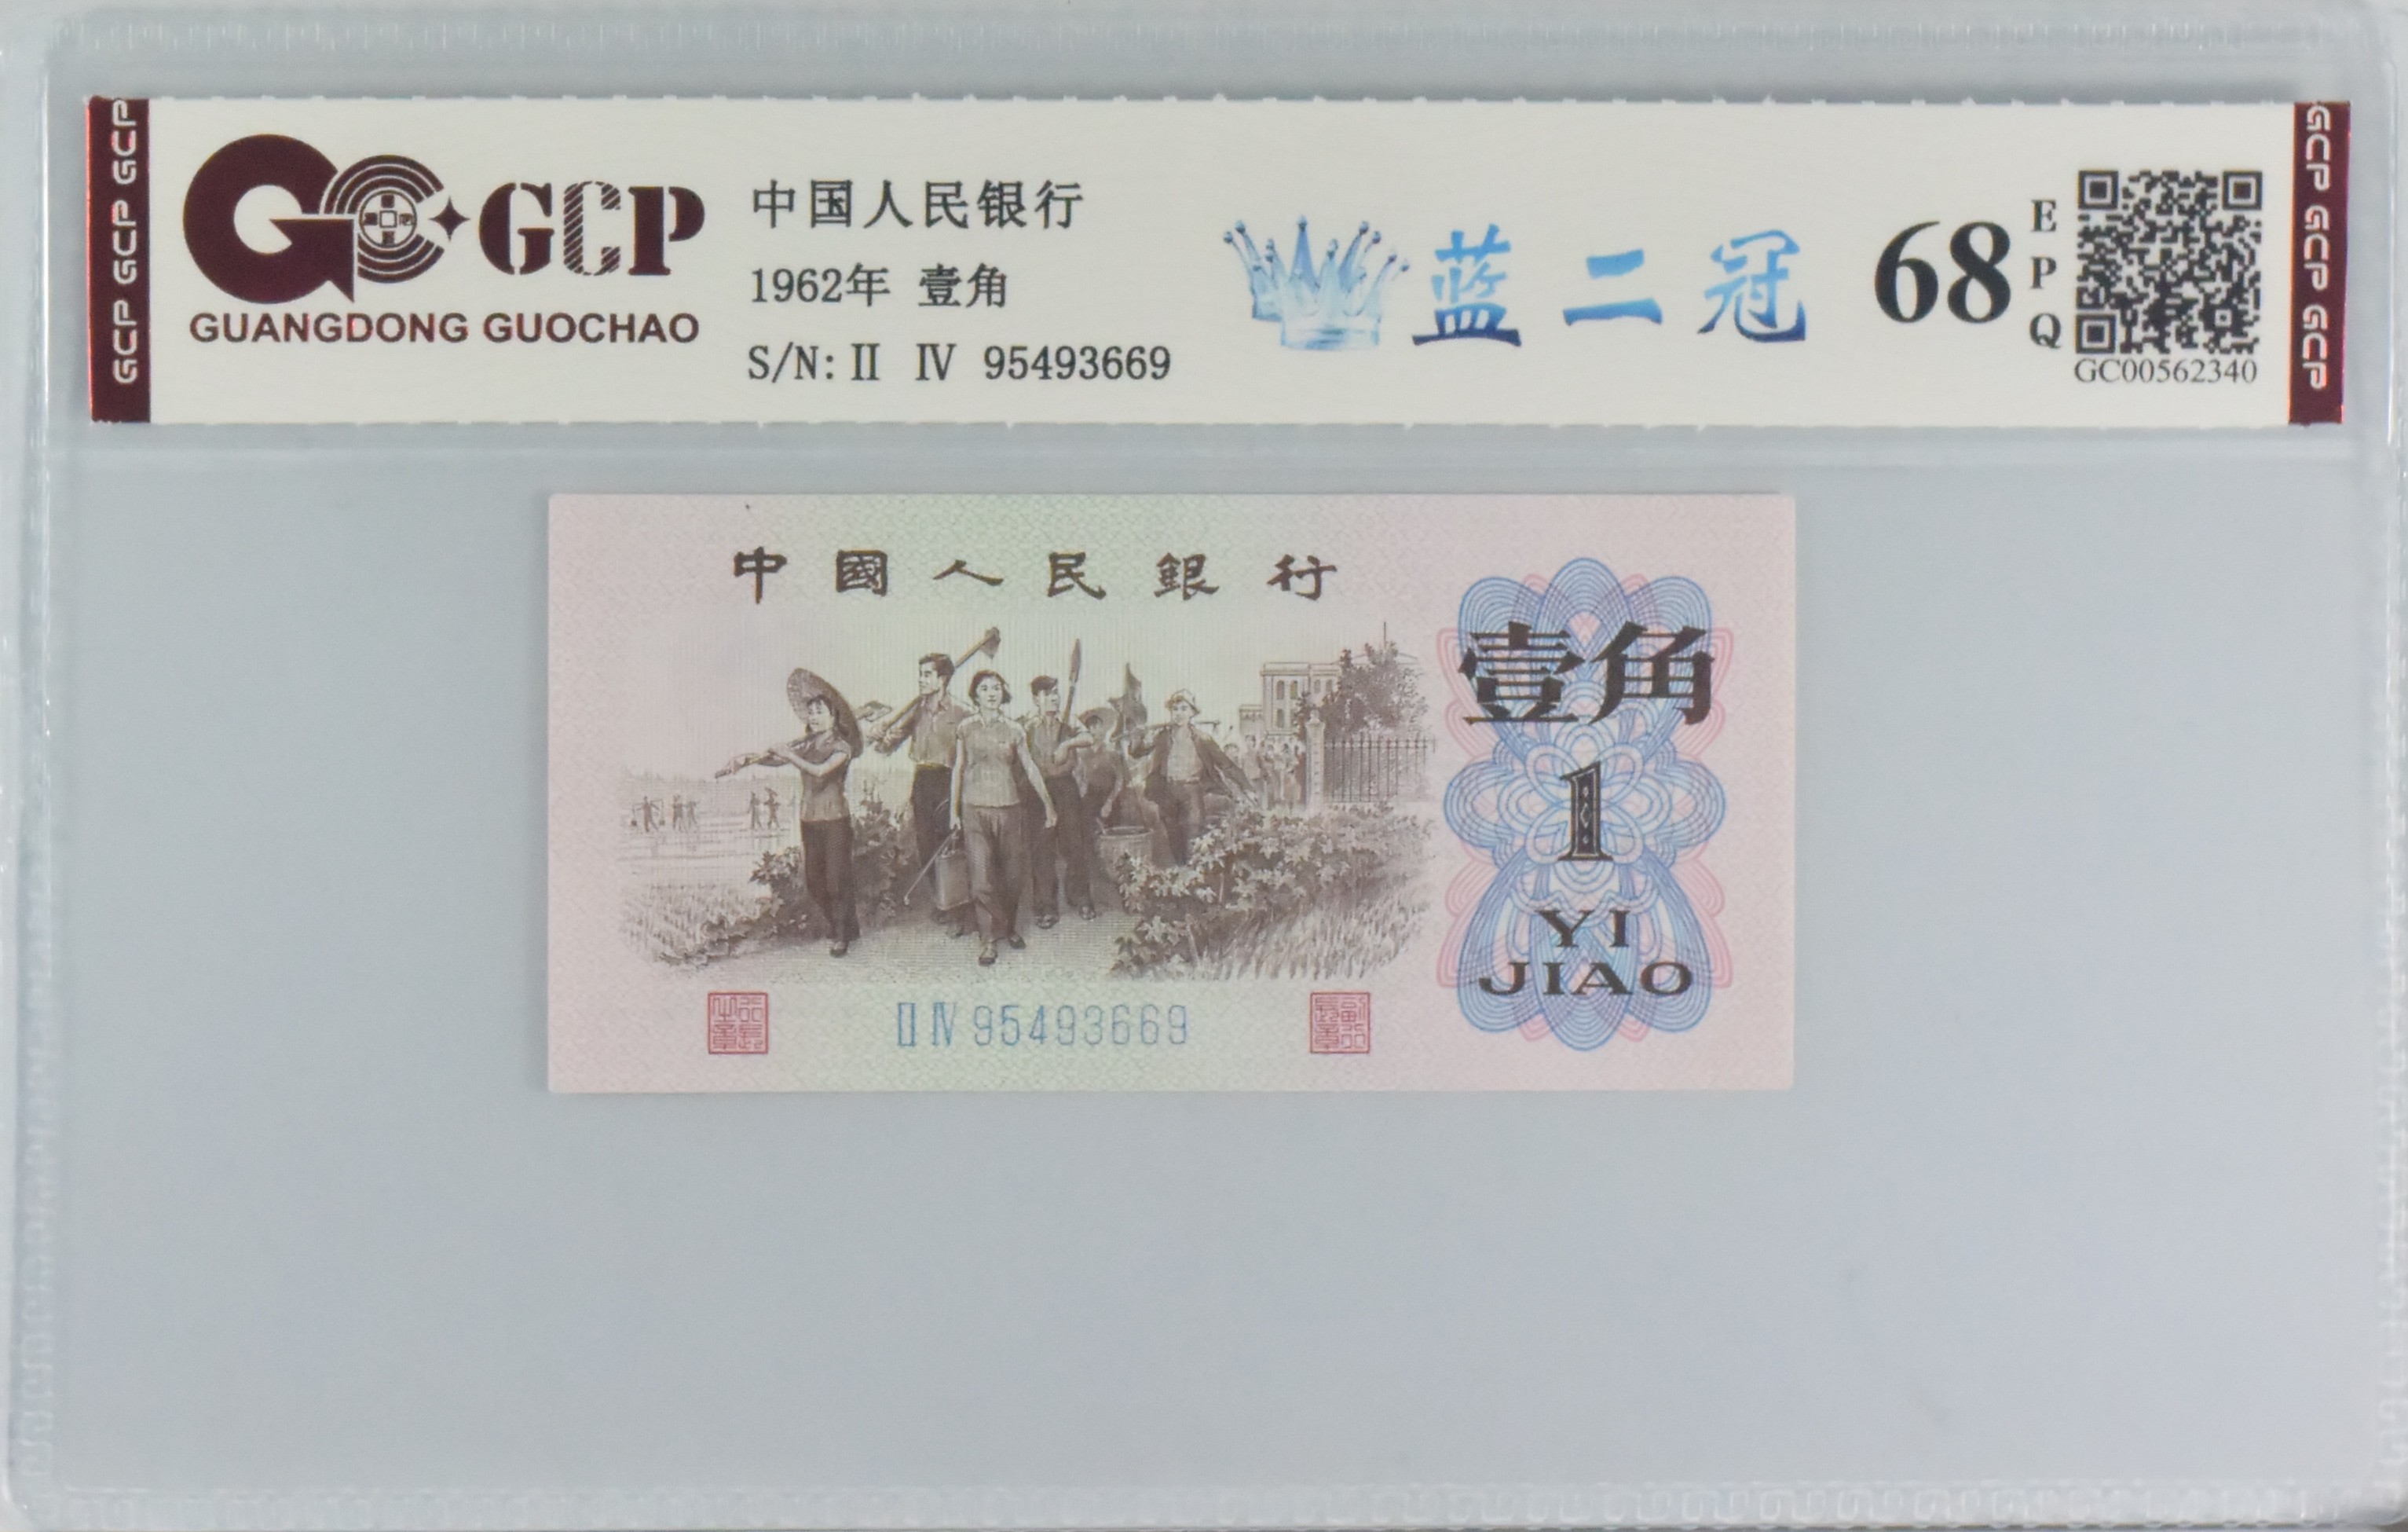 GCP GCP GCP
GCP
GUANGDONG GUOCHAO
中国人民银行
1962年 壹角
S/N: II IV 95493669
蓝二冠
68
EPQ
GC00562340
GCP GCP GCP
中國人民銀行
壹角
1
YI
JIAO
II IV 95493669